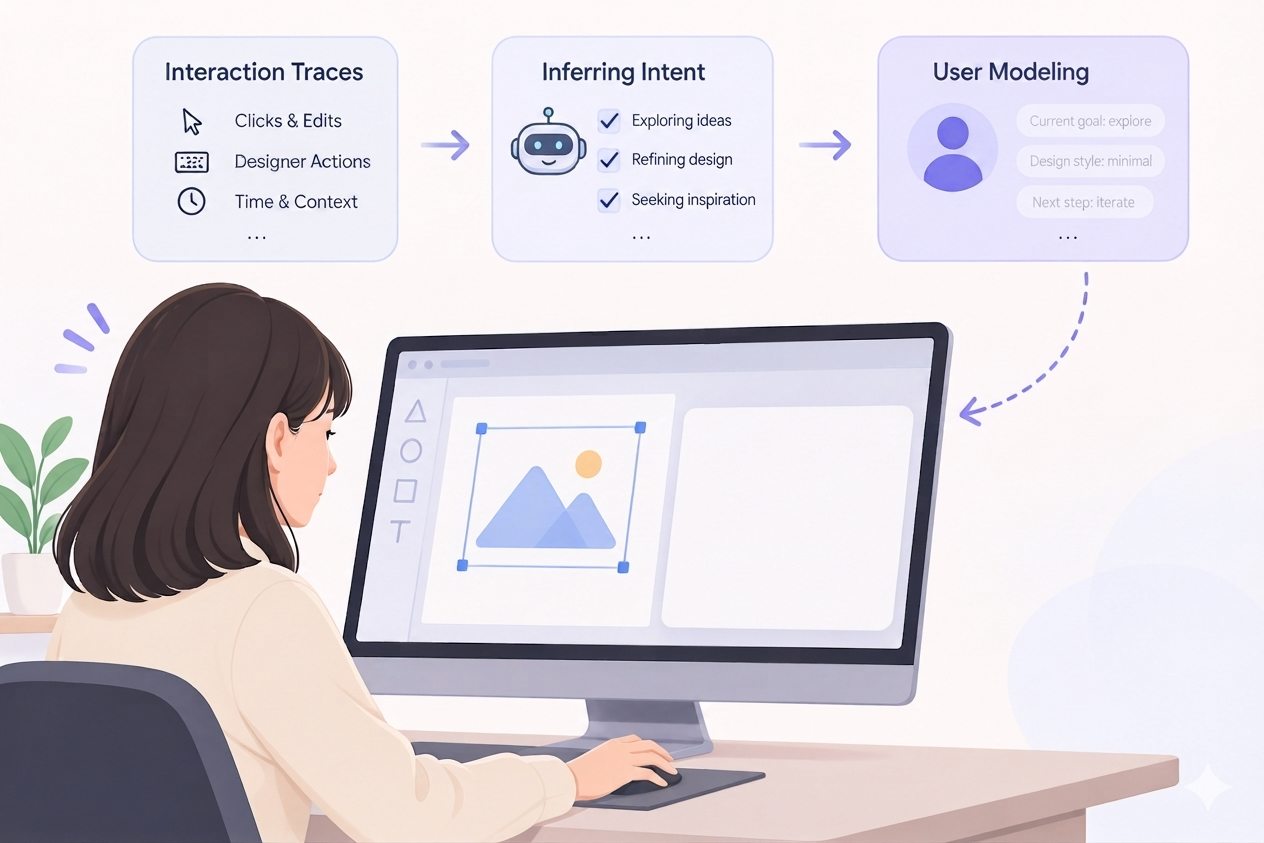 Interaction Traces
Clicks & Edits
Designer Actions
Time & Context
...
Inferring Intent
Exploring ideas
Refining design
Seeking inspiration
...
User Modeling
Current goal: explore
Design style: minimal
Next step: iterate
...
T